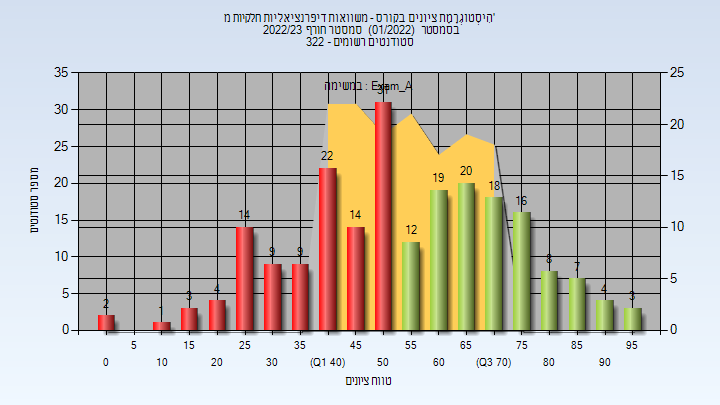 הִיסְטוֹגְרָמַת ציונים בקורס - משוואות דיפרנציאליות חלקיות מ'
בסמסטר (01/2022) סמסטר חורף 2022/23
סטודנטים רשומים - 322
במשימה : Exam_A
מספר סטודנטים
35 30 25 20 15 10 5 0
25 20 15 10 5 0
2 1 3 4 14 9 9 22 14 31 12 19 20 18 16 8 7 4 3
5 15 25 35 45 55 65 75 85 95
0 10 20 30 (Q1 40) 50 60 (Q3 70) 80 90
טווח ציונים